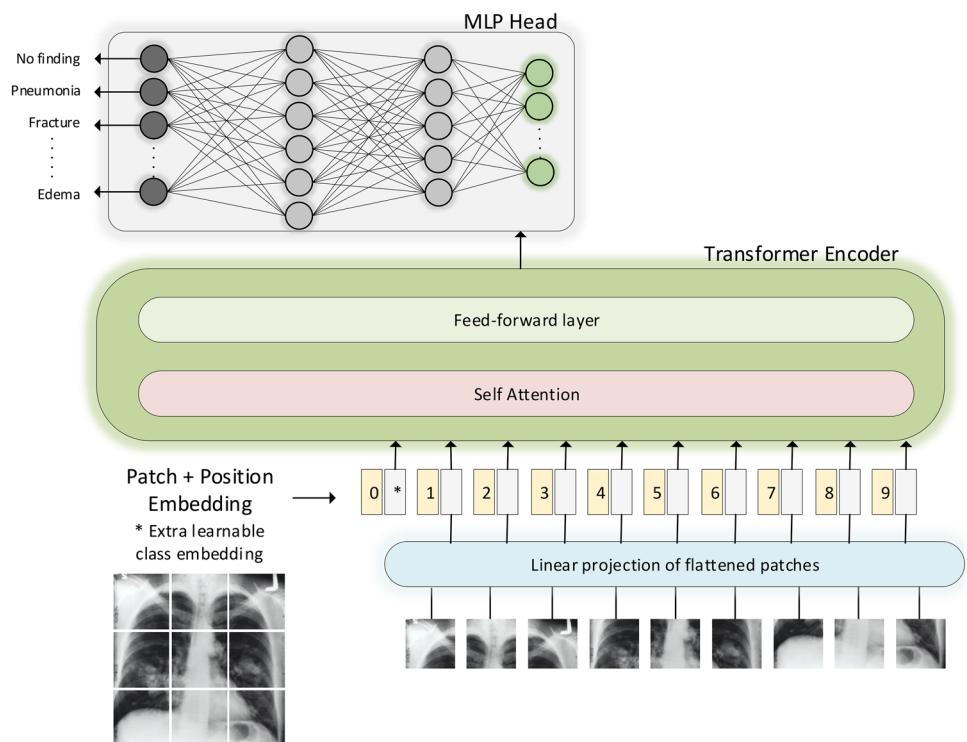 MLP Head
No finding
Pneumonia
Fracture
Edema
Transformer Encoder
Feed-forward layer
Self Attention
Patch + Position
Embedding
* Extra learnable
class embedding
0 * 1 2 3 4 5 6 7 8 9
Linear projection of flattened patches